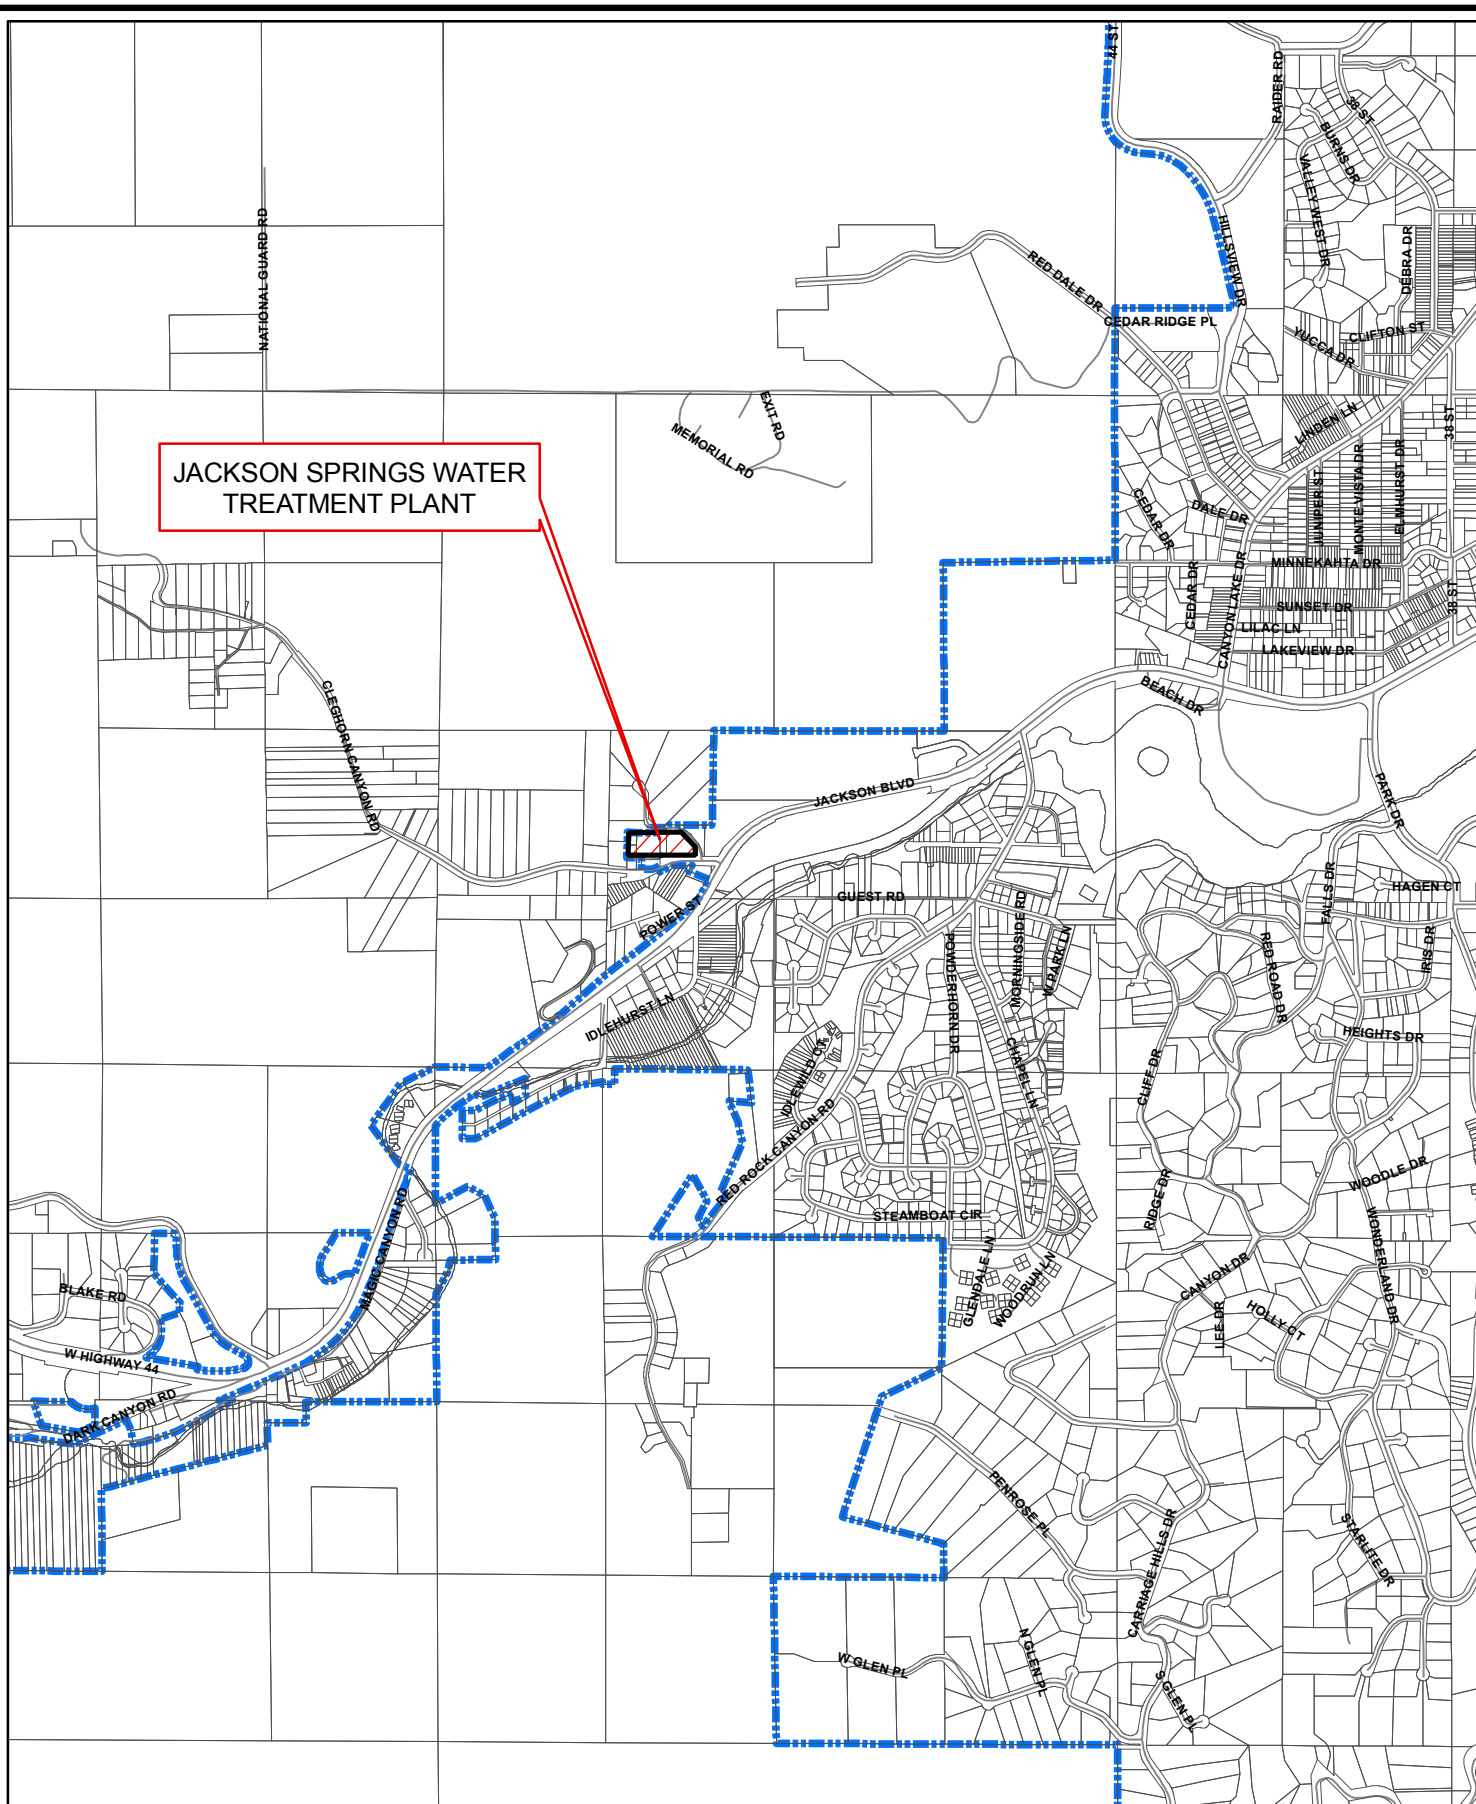 44 ST
RAIDER RD
38 ST
BURNS DR
VALLEY WEST DR
NATIONAL GUARD RD
HILLSVIEW DR
DEBRA DR
RED DALE DR
CEDAR RIDGE PL
CLIFTON ST
YUCCA DR
EXIT RD
MEMORIAL RD
LINDEN LN
38 ST
JACKSON SPRINGS WATER
TREATMENT PLANT
CEDAR DR
DALE DR
JUNIPER ST
MONTE VISTA DR
ELMHURST DR
MINNEKAHTA DR
CEDAR DR
CANYON LAKE DR
SUNSET DR
38 ST
LILAC LN
LAKEVIEW DR
BEACH DR
CLEGHORN CANYON RD
JACKSON BLVD
PARK DR
POWER ST
GUEST RD
MORNINGSIDE RD
W PARK LN
POWDERHORN DR
FALLS DR
HAGEN CT
RED ROAD DR
IRIS DR
IDLEHURST LN
IDLEWILD CT
CHAPEL LN
CLIFF DR
HEIGHTS DR
RED ROCK CANYON RD
STEAMBOAT CIR
RIDGE DR
WOODLE DR
WONDERLAND DR
MAGIC CANYON RD
BLAKE RD
W HIGHWAY 44
DARK CANYON RD
GLENDALE LN
WOODRUN LN
CANYON DR
LEE DR
HOLLY CT
PENROSE PL
CARRIAGE HILLS DR
STARLITE DR
W GLEN PL
N GLEN PL
S GLEN PL